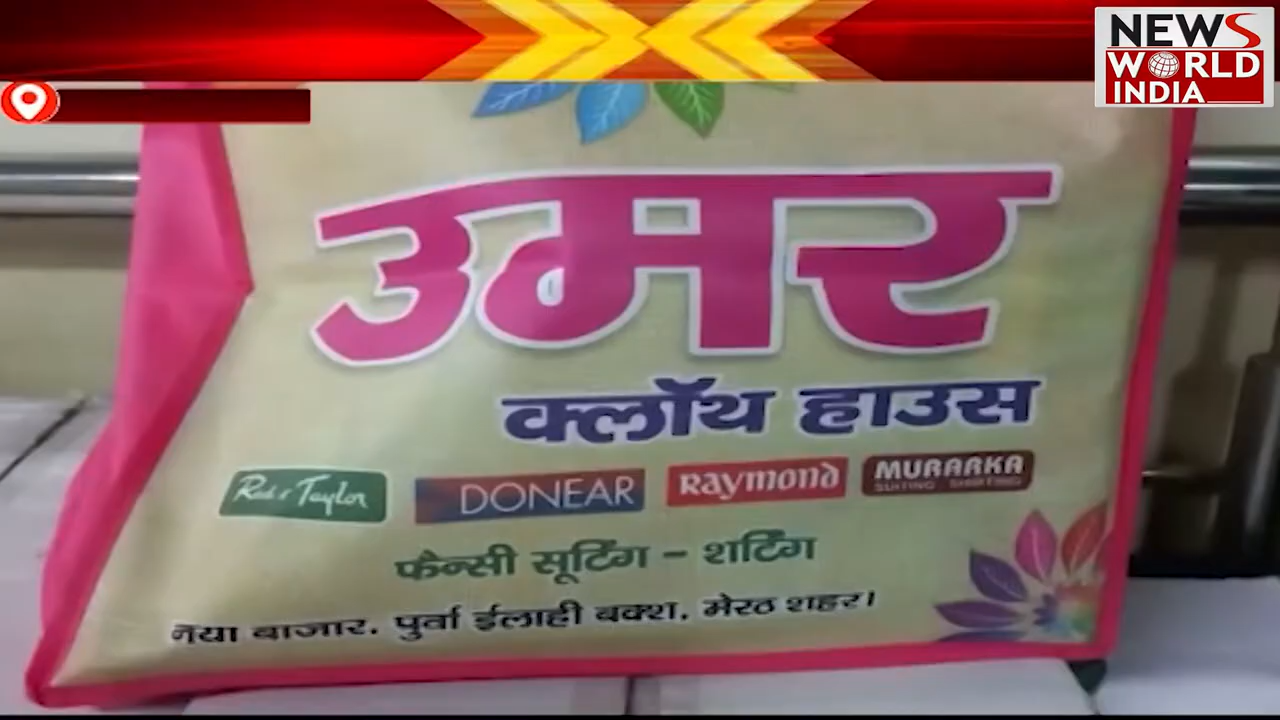 NEWS
WORLD
INDIA
उमर
क्लॉथ हाउस
Reid & Taylor DONEAR Raymond MURARKA
SUITING SHIRTING
फैन्सी सूटिंग - शर्टिंग
नया बाजार, पुर्वा ईलाही बक्श, मेरठ शहर।